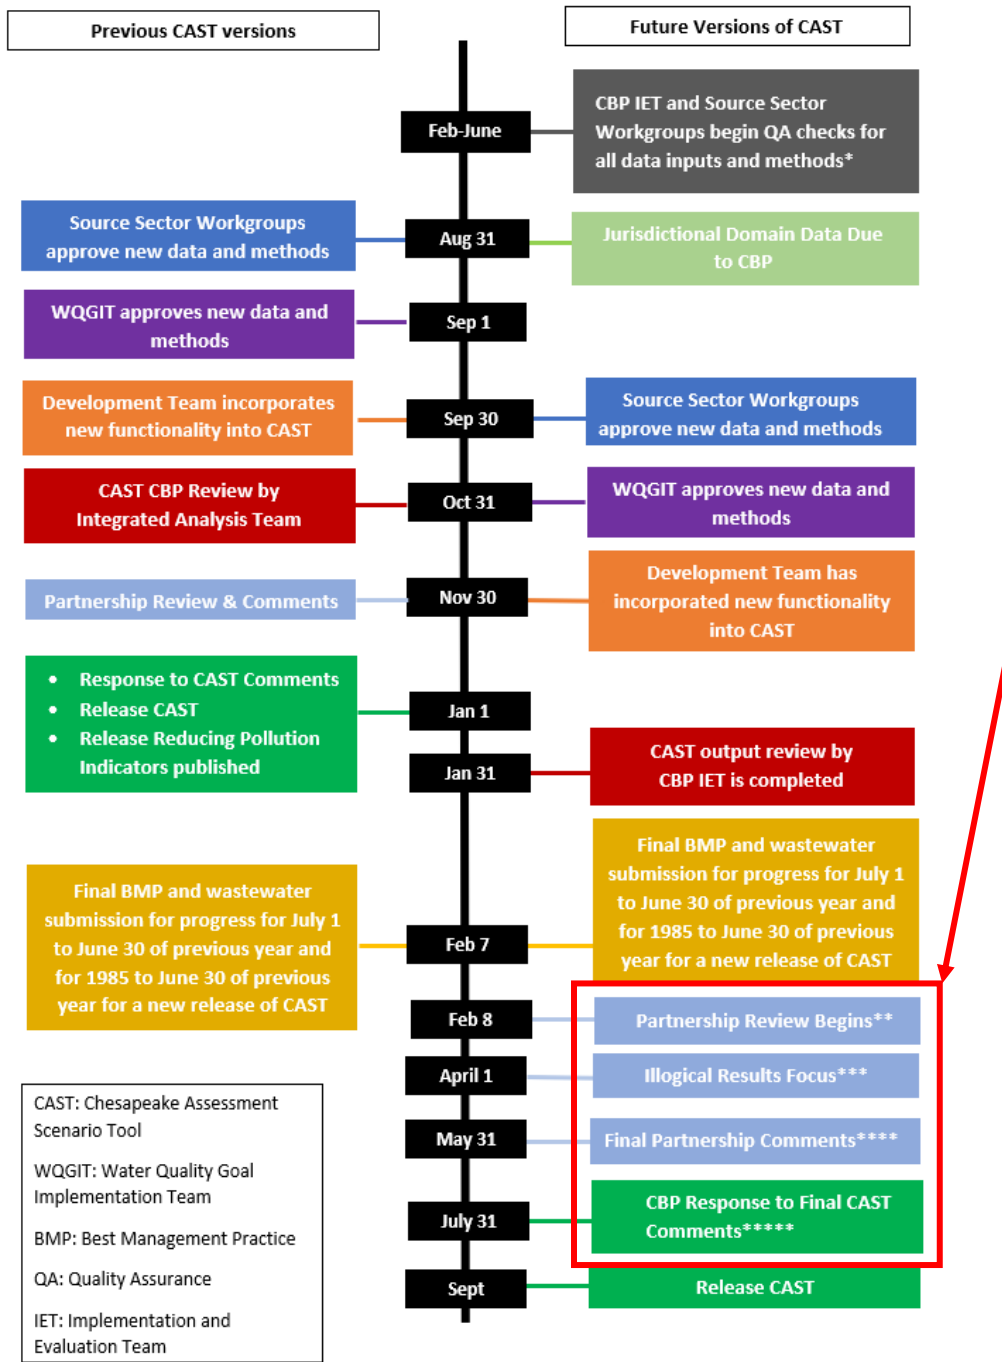 Previous CAST versions
Future Versions of CAST
Feb-June
CBP IET and Source Sector
Workgroups begin QA checks for
all data inputs and methods*
Source Sector Workgroups
approve new data and methods
Aug 31
Jurisdictional Domain Data Due
to CBP
WQGIT approves new data and
methods
Sep 1
Development Team incorporates
new functionality into CAST
Sep 30
Source Sector Workgroups
approve new data and methods
CAST CBP Review by
Integrated Analysis Team
Oct 31
WQGIT approves new data and
methods
Partnership Review & Comments
Nov 30
Development Team has
incorporated new functionality
into CAST
• Response to CAST Comments
• Release CAST
• Release Reducing Pollution
Indicators published
Jan 1
Jan 31
CAST output review by
CBP IET is completed
Final BMP and wastewater
submission for progress for July 1
to June 30 of previous year and
for 1985 to June 30 of previous
year for a new release of CAST
Feb 7
Final BMP and wastewater
submission for progress for July 1
to June 30 of previous year and
for 1985 to June 30 of previous
year for a new release of CAST
Feb 8
Partnership Review Begins**
April 1
Illogical Results Focus***
May 31
Final Partnership Comments****
July 31
CBP Response to Final CAST
Comments*****
Sept
Release CAST
CAST: Chesapeake Assessment
Scenario Tool
WQGIT: Water Quality Goal
Implementation Team
BMP: Best Management Practice
QA: Quality Assurance
IET: Implementation and
Evaluation Team